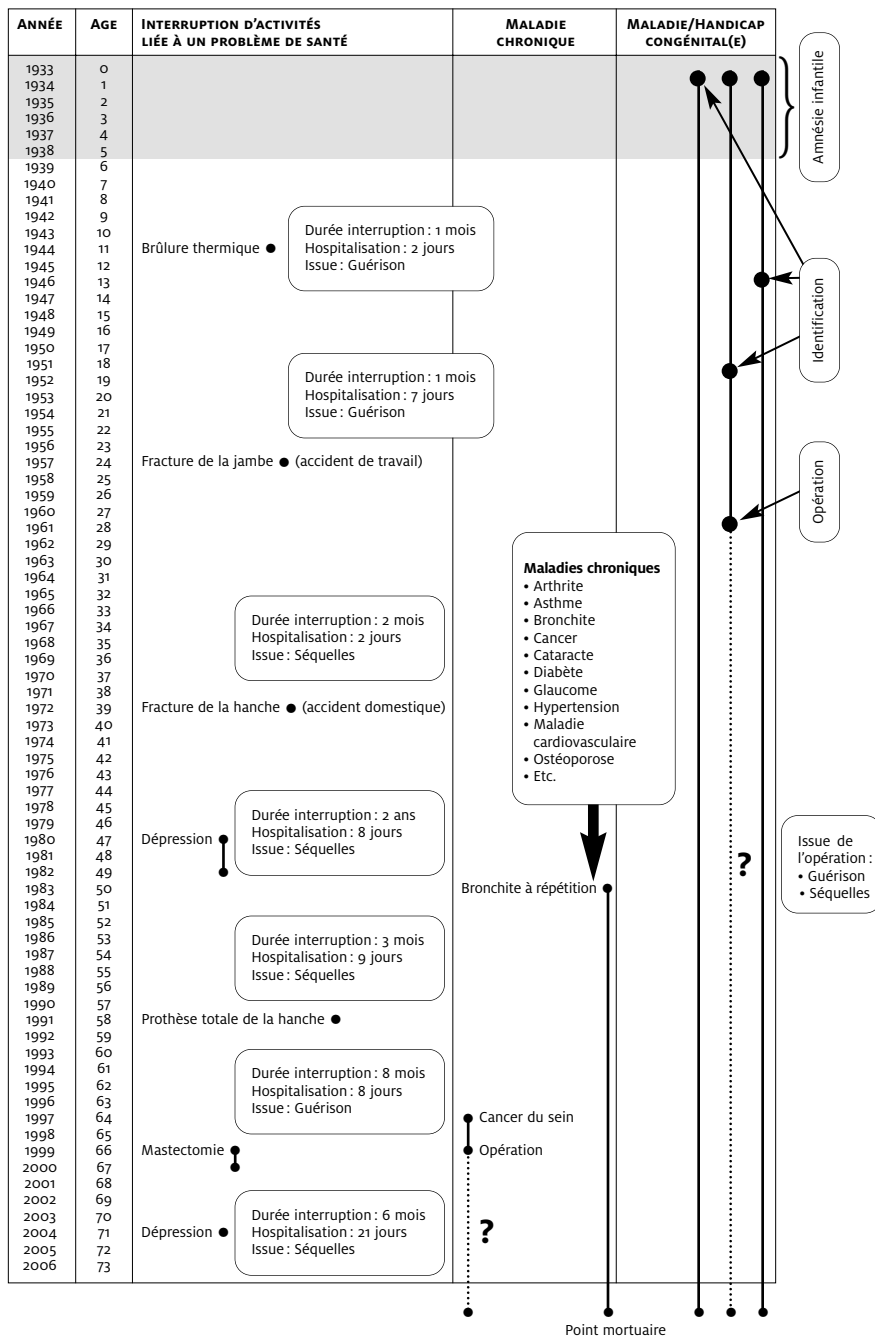 ANNÉE AGE INTERRUPTION D'ACTIVITÉS LIÉE À UN PROBLÈME DE SANTÉ MALADIE CHRONIQUE MALADIE/HANDICAP CONGÉNITAL(E)
1933 0
1934 1
1935 2
1936 3
1937 4
1938 5
Amnésie infantile
1939 6
1940 7
1941 8
1942 9
1943 10
1944 11 Brûlure thermique
Durée interruption : 1 mois
Hospitalisation : 2 jours
Issue : Guérison
1945 12
1946 13
1947 14
1948 15
1949 16
1950 17
Identification
1951 18
1952 19
1953 20
1954 21
Durée interruption : 1 mois
Hospitalisation : 7 jours
Issue : Guérison
1955 22
1956 23
1957 24 Fracture de la jambe (accident de travail)
1958 25
1959 26
1960 27
Opération
1961 28
1962 29
1963 30
1964 31
1965 32
1966 33
1967 34
1968 35
1969 36
1970 37
Durée interruption : 2 mois
Hospitalisation : 2 jours
Issue : Séquelles
Maladies chroniques
• Arthrite
• Asthme
• Bronchite
• Cancer
• Cataracte
• Diabète
• Glaucome
• Hypertension
• Maladie
cardiovasculaire
• Ostéoporose
• Etc.
1971 38
1972 39 Fracture de la hanche (accident domestique)
1973 40
1974 41
1975 42
1976 43
1977 44
1978 45
1979 46
1980 47 Dépression
Durée interruption : 2 ans
Hospitalisation : 8 jours
Issue : Séquelles
?
Issue de
l'opération :
• Guérison
• Séquelles
1981 48
1982 49
1983 50 Bronchite à répétition
1984 51
1985 52
1986 53
1987 54
1988 55
1989 56
Durée interruption : 3 mois
Hospitalisation : 9 jours
Issue : Séquelles
1990 57
1991 58 Prothèse totale de la hanche
1992 59
1993 60
1994 61
1995 62
1996 63
Durée interruption : 8 mois
Hospitalisation : 8 jours
Issue : Guérison
1997 64 Cancer du sein
1998 65
1999 66 Mastectomie Opération
2000 67
2001 68
2002 69
2003 70
2004 71 Dépression
Durée interruption : 6 mois
Hospitalisation : 21 jours
Issue : Séquelles
?
2005 72
2006 73
Point mortuaire